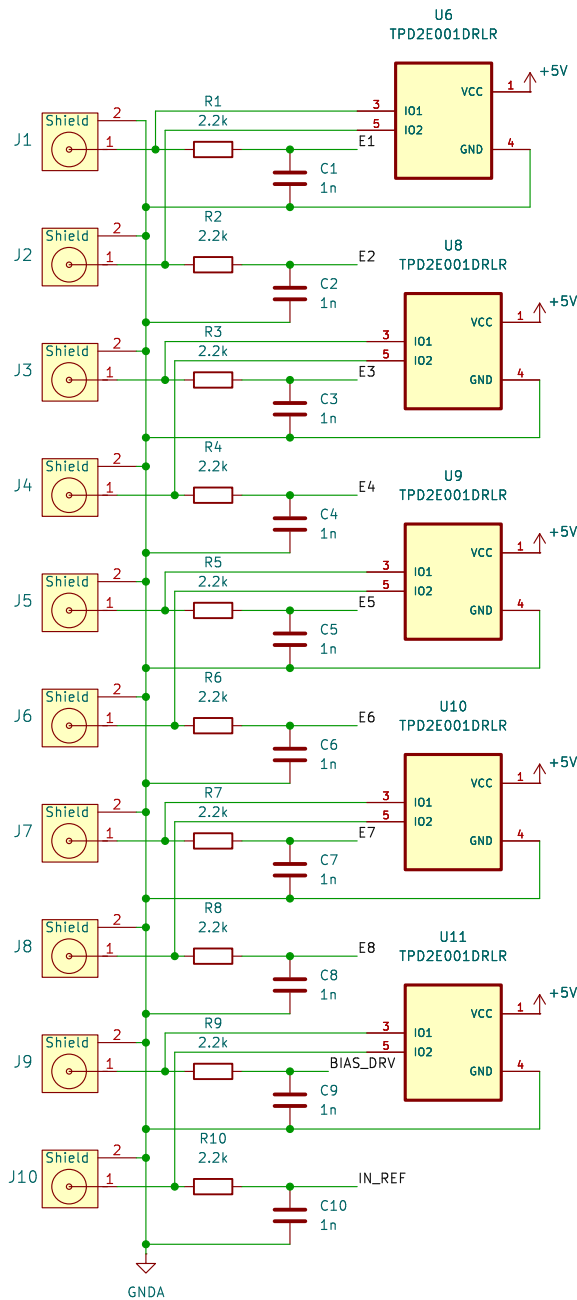 U6
TPD2E001DRLR
VCC
1
+5V
R1
2.2k
3
IO1
5
IO2
GND
4
J1
Shield
2
1
E1
C1
1n
R2
2.2k
J2
Shield
2
1
E2
C2
1n
U8
TPD2E001DRLR
VCC
1
+5V
R3
2.2k
3
IO1
5
IO2
GND
4
J3
Shield
2
1
E3
C3
1n
R4
2.2k
J4
Shield
2
1
E4
C4
1n
U9
TPD2E001DRLR
VCC
1
+5V
R5
2.2k
3
IO1
5
IO2
GND
4
J5
Shield
2
1
E5
C5
1n
R6
2.2k
J6
Shield
2
1
E6
C6
1n
U10
TPD2E001DRLR
VCC
1
+5V
R7
2.2k
3
IO1
5
IO2
GND
4
J7
Shield
2
1
E7
C7
1n
R8
2.2k
J8
Shield
2
1
E8
C8
1n
U11
TPD2E001DRLR
VCC
1
+5V
R9
2.2k
3
IO1
5
IO2
GND
4
J9
Shield
2
1
BIAS_DRV
C9
1n
R10
2.2k
J10
Shield
2
1
IN_REF
C10
1n
GNDA